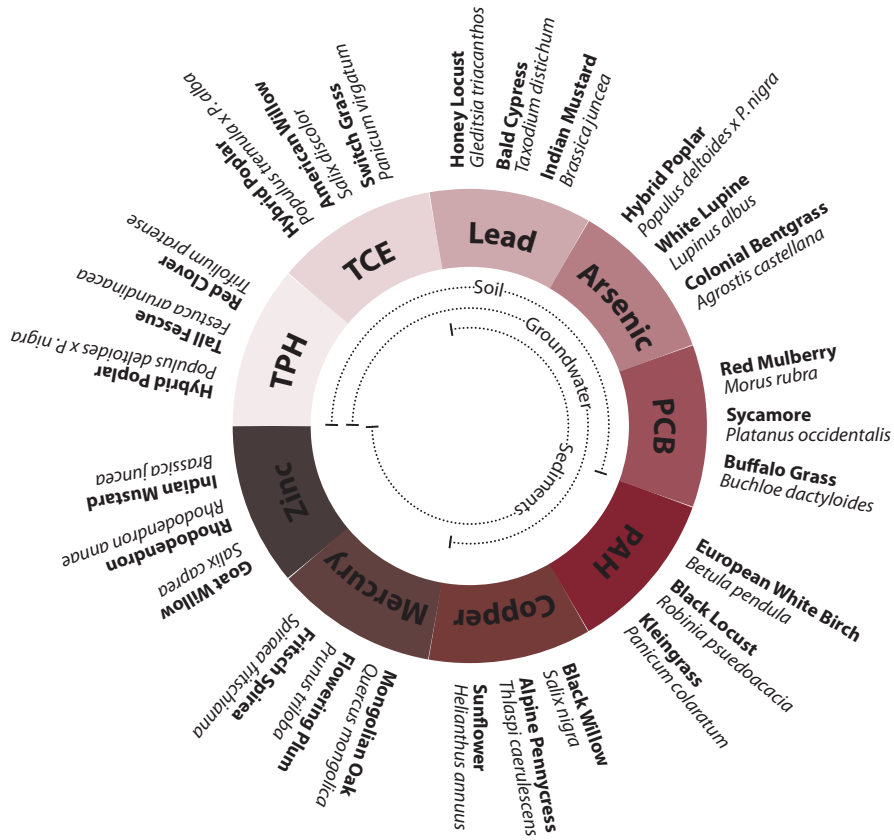 TPH
Hybrid Poplar
Populus deltoides x P. nigra
Tall Fescue
Festuca arundinacea
Red Clover
Trifolium pratense
TCE
Hybrid Poplar
Populus tremula x P. alba
American Willow
Salix discolor
Switch Grass
Panicum virgatum
Lead
Honey Locust
Gleditsia triacanthos
Bald Cypress
Taxodium distichum
Indian Mustard
Brassica juncea
Arsenic
Hybrid Poplar
Populus deltoides x P. nigra
White Lupine
Lupinus albus
Colonial Bentgrass
Agrostis castellana
PCB
Red Mulberry
Morus rubra
Sycamore
Platanus occidentalis
Buffalo Grass
Buchloe dactyloides
PAH
European White Birch
Betula pendula
Black Locust
Robinia psuedoacacia
Kleingrass
Panicum colaratum
Copper
Black Willow
Salix nigra
Alpine Pennycress
Thlaspi caerulescens
Sunflower
Helianthus annuus
Mercury
Mongolian Oak
Quercus mongolica
Flowering Plum
Prunus triloba
Fritsch Spirea
Spiraea fritschianna
Zinc
Goat Willow
Salix caprea
Rhododendron
Rhododendron annae
Indian Mustard
Brassica juncea
Soil
Groundwater
Sediments